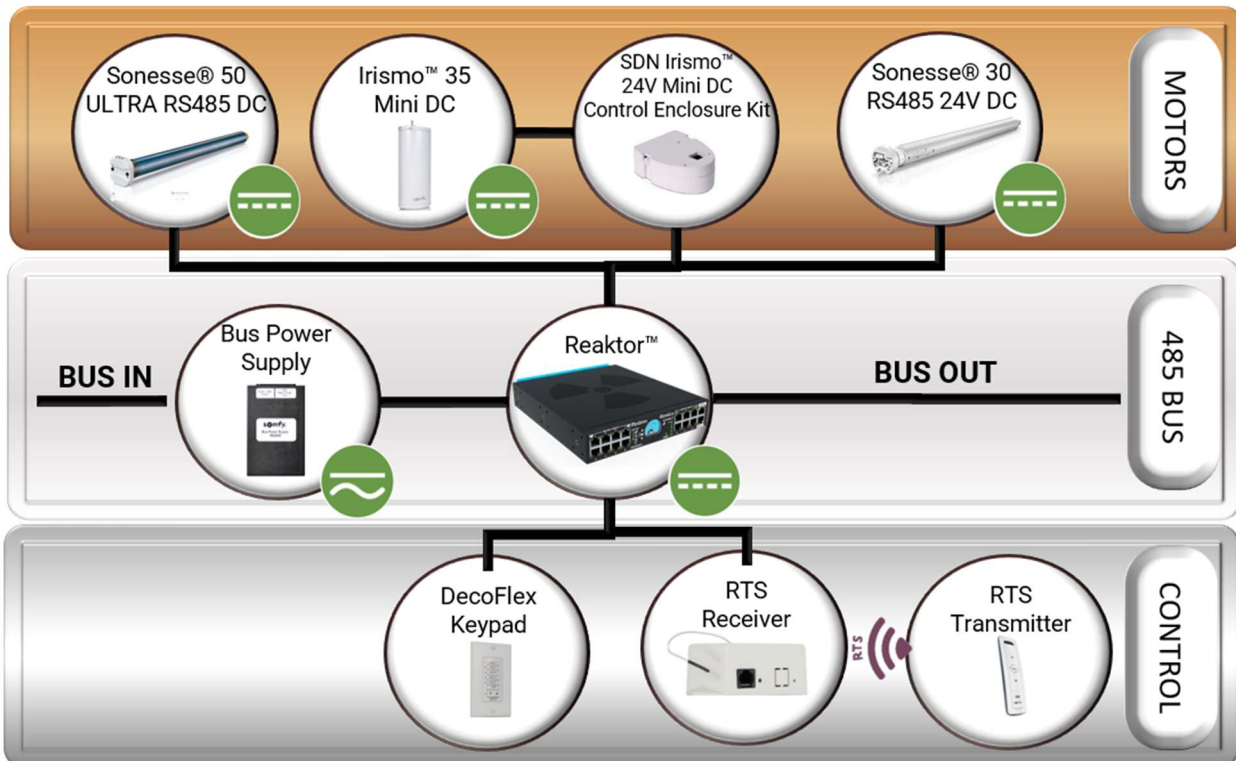 Sonesse® 50
ULTRA RS485 DC
Irismo™ 35
Mini DC
SDN Irismo™
24V Mini DC
Control Enclosure Kit
Sonesse® 30
RS485 24V DC
MOTORS
BUS IN
Bus Power
Supply
somfy.
Reaktor™
BUS OUT
485 BUS
DecoFlex
Keypad
RTS
Receiver
RTS
RTS
Transmitter
CONTROL